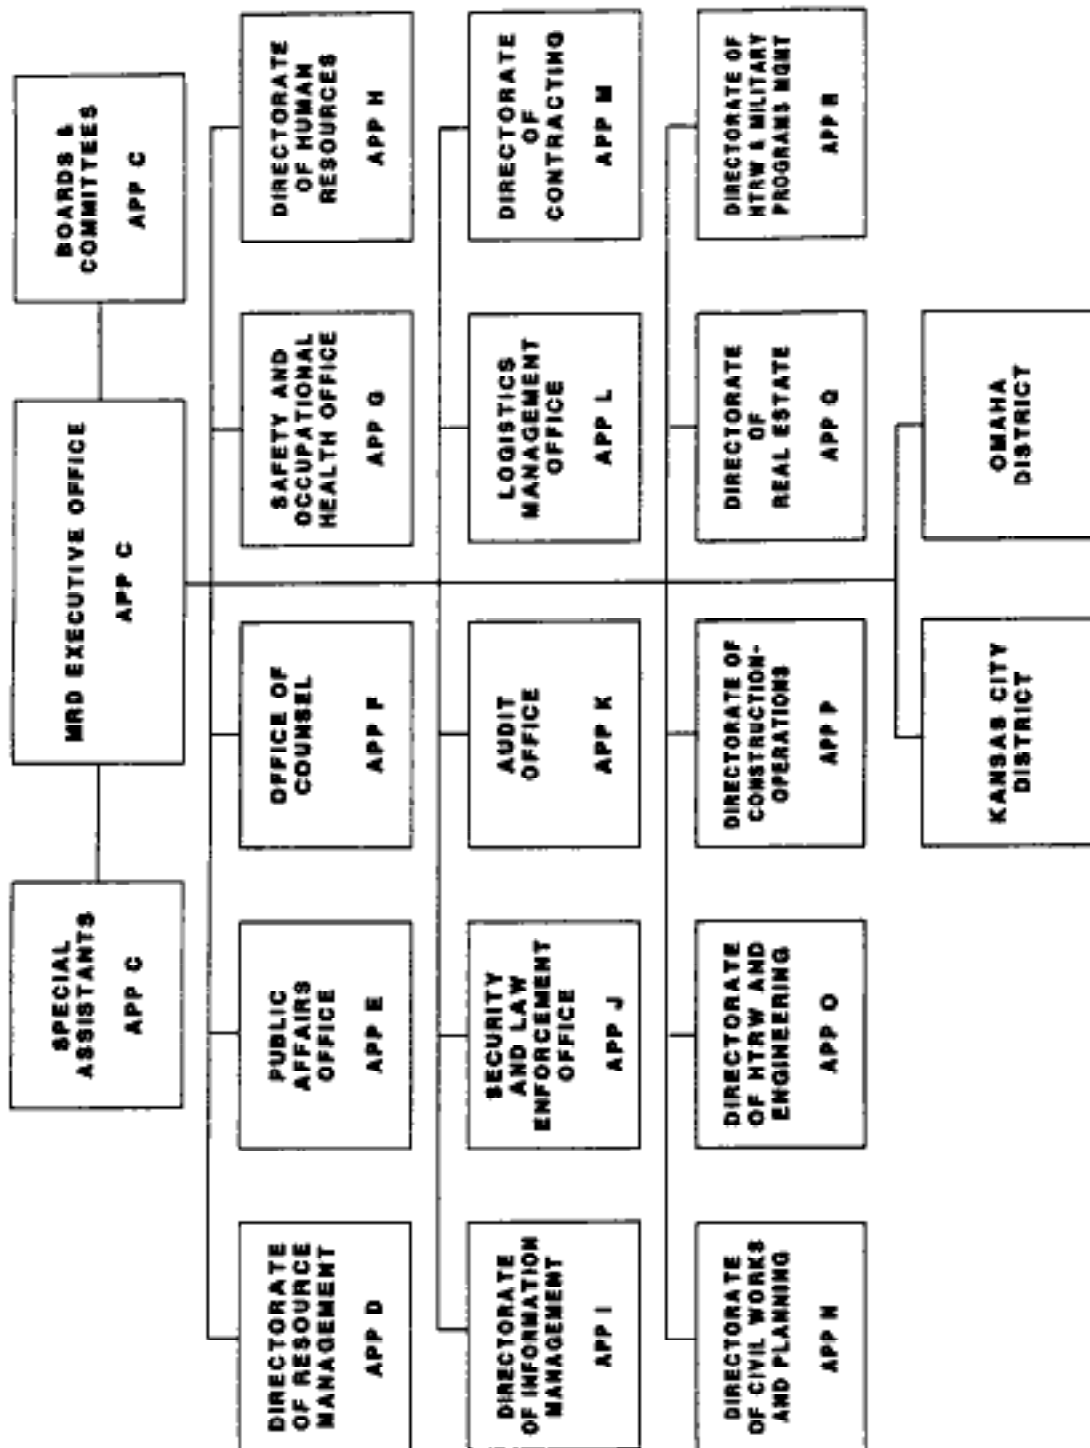 SPECIAL
ASSISTANTS
APP C
MRD EXECUTIVE OFFICE
APP C
BOARDS &
COMMITTEES
APP C
DIRECTORATE
OF RESOURCE
MANAGEMENT
APP D
PUBLIC
AFFAIRS
OFFICE
APP E
OFFICE OF
COUNSEL
APP F
SAFETY AND
OCCUPATIONAL
HEALTH OFFICE
APP G
DIRECTORATE
OF HUMAN
RESOURCES
APP H
DIRECTORATE
OF INFORMATION
MANAGEMENT
APP I
SECURITY
AND LAW
ENFORCEMENT
OFFICE
APP J
AUDIT
OFFICE
APP K
LOGISTICS
MANAGEMENT
OFFICE
APP L
DIRECTORATE
OF
CONTRACTING
APP M
DIRECTORATE
OF CIVIL WORKS
AND PLANNING
APP N
DIRECTORATE
OF HTRW AND
ENGINEERING
APP O
DIRECTORATE OF
CONSTRUCTION-
OPERATIONS
APP P
DIRECTORATE
OF
REAL ESTATE
APP Q
DIRECTORATE OF
HTRW & MILITARY
PROGRAMS MGMT
APP R
KANSAS CITY
DISTRICT
OMAHA
DISTRICT